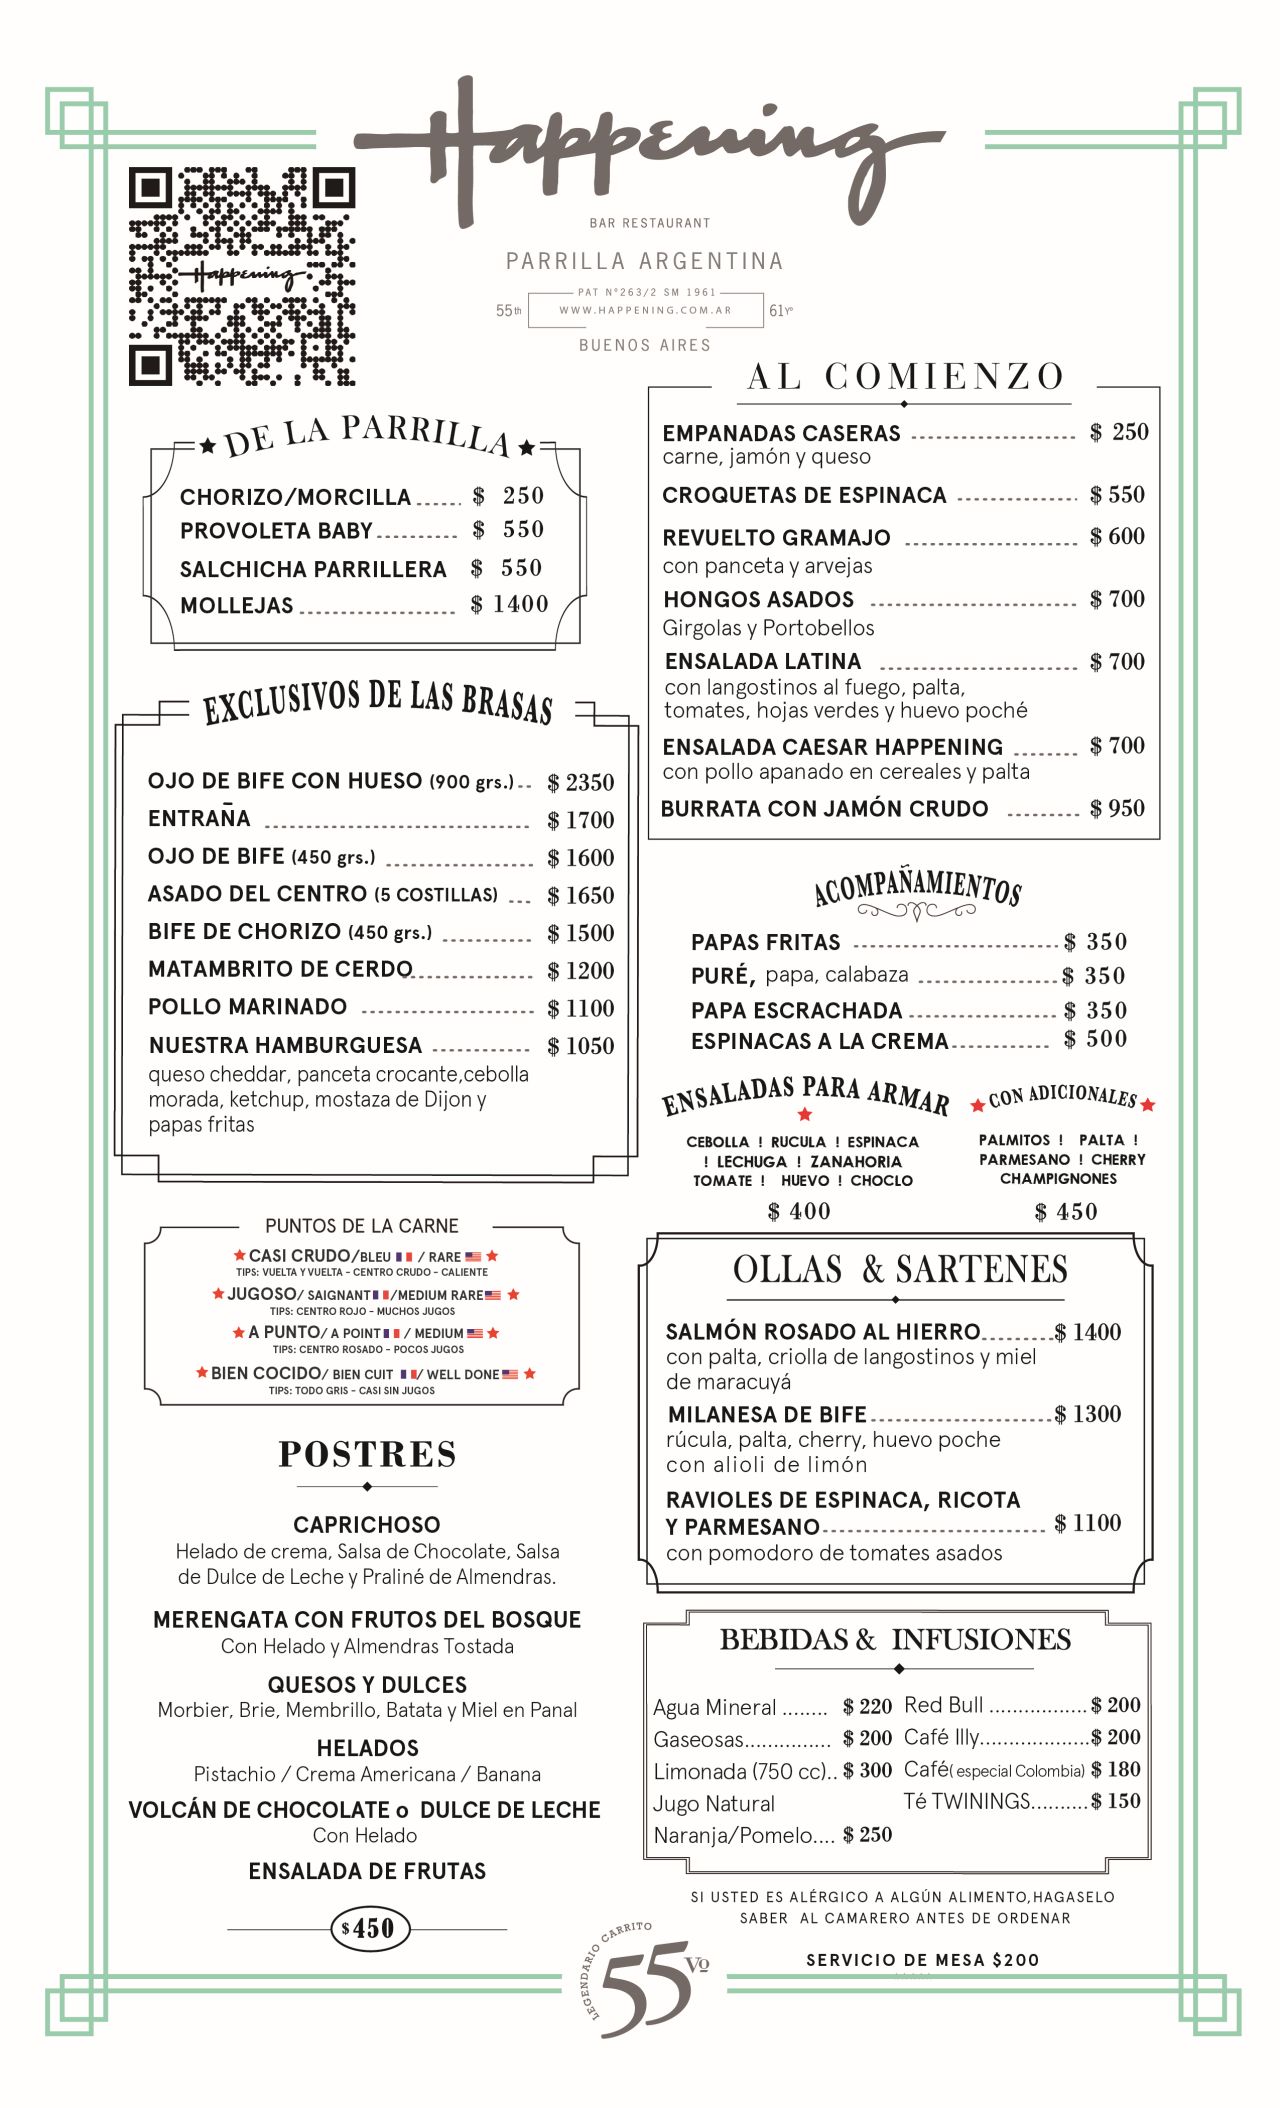 Happening
BAR RESTAURANT
PARRILLA ARGENTINA
PAT N°263/2 SM 1961
55th WWW.HAPPENING.COM.AR 61Yº
BUENOS AIRES
Happening
DE LA PARRILLA
CHORIZO/MORCILLA ...... $ 250
PROVOLETA BABY .......... $ 550
SALCHICHA PARRILLERA $ 550
MOLLEJAS .................... $ 1400
EXCLUSIVOS DE LAS BRASAS
OJO DE BIFE CON HUESO (900 grs.) .. $ 2350
ENTRAÑA .................................. $ 1700
OJO DE BIFE (450 grs.) ................... $ 1600
ASADO DEL CENTRO (5 COSTILLAS) ... $ 1650
BIFE DE CHORIZO (450 grs.) ............ $ 1500
MATAMBRITO DE CERDO ................ $ 1200
POLLO MARINADO ...................... $ 1100
NUESTRA HAMBURGUESA ............. $ 1050
queso cheddar, panceta crocante,cebolla
morada, ketchup, mostaza de Dijon y
papas fritas
PUNTOS DE LA CARNE
CASI CRUDO/BLEU / RARE
TIPS: VUELTA Y VUELTA - CENTRO CRUDO - CALIENTE
JUGOSO/ SAIGNANT /MEDIUM RARE
TIPS: CENTRO ROJO - MUCHOS JUGOS
A PUNTO/ A POINT / MEDIUM
TIPS: CENTRO ROSADO - POCOS JUGOS
BIEN COCIDO/ BIEN CUIT / WELL DONE
TIPS: TODO GRIS - CASI SIN JUGOS
POSTRES
CAPRICHOSO
Helado de crema, Salsa de Chocolate, Salsa
de Dulce de Leche y Praliné de Almendras.
MERENGATA CON FRUTOS DEL BOSQUE
Con Helado y Almendras Tostada
QUESOS Y DULCES
Morbier, Brie, Membrillo, Batata y Miel en Panal
HELADOS
Pistachio / Crema Americana / Banana
VOLCÁN DE CHOCOLATE o DULCE DE LECHE
Con Helado
ENSALADA DE FRUTAS
$450
AL COMIENZO
EMPANADAS CASERAS ..................... $ 250
carne, jamón y queso
CROQUETAS DE ESPINACA ............... $ 550
REVUELTO GRAMAJO ...................... $ 600
con panceta y arvejas
HONGOS ASADOS .......................... $ 700
Girgolas y Portobellos
ENSALADA LATINA ......................... $ 700
con langostinos al fuego, palta,
tomates, hojas verdes y huevo poché
ENSALADA CAESAR HAPPENING ........ $ 700
con pollo apanado en cereales y palta
BURRATA CON JAMÓN CRUDO ......... $ 950
ACOMPAÑAMIENTOS
PAPAS FRITAS .......................... $ 350
PURÉ, papa, calabaza .................. $ 350
PAPA ESCRACHADA ................... $ 350
ESPINACAS A LA CREMA ............. $ 500
ENSALADAS PARA ARMAR
CEBOLLA ! RUCULA ! ESPINACA
! LECHUGA ! ZANAHORIA
TOMATE ! HUEVO ! CHOCLO
$ 400
CON ADICIONALES
PALMITOS ! PALTA !
PARMESANO ! CHERRY
CHAMPIGNONES
$ 450
OLLAS & SARTENES
SALMÓN ROSADO AL HIERRO ......... $ 1400
con palta, criolla de langostinos y miel
de maracuyá
MILANESA DE BIFE ....................... $ 1300
rúcula, palta, cherry, huevo poche
con alioli de limón
RAVIOLES DE ESPINACA, RICOTA
Y PARMESANO ............................ $ 1100
con pomodoro de tomates asados
BEBIDAS & INFUSIONES
Agua Mineral ........ $ 220
Gaseosas............... $ 200
Limonada (750 cc).. $ 300
Jugo Natural
Naranja/Pomelo.... $ 250
Red Bull ................. $ 200
Café Illy................... $ 200
Café( especial Colombia) $ 180
Té TWININGS.......... $ 150
SI USTED ES ALÉRGICO A ALGÚN ALIMENTO,HAGASELO
SABER AL CAMARERO ANTES DE ORDENAR
SERVICIO DE MESA $200
LEGENDARIO CARRITO
55 Vº